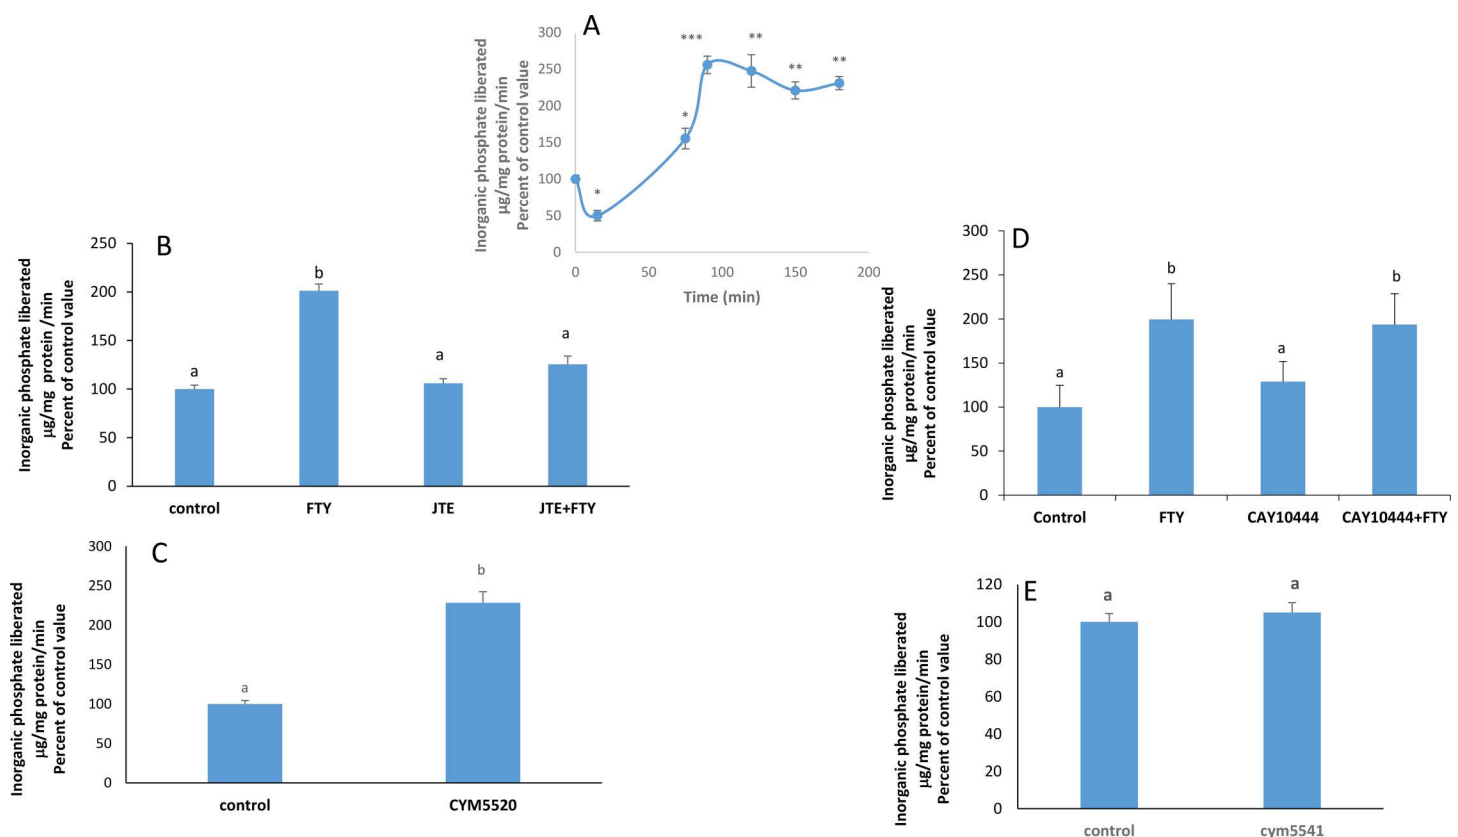 A
Inorganic phosphate liberated
µg/mg protein/min
Percent of control value
300
250
200
150
100
50
0
*
*
***
**
**
**
0 50 100 150 200
Time (min)
B
Inorganic phosphate liberated
µg/mg protein /min
Percent of control value
250
200
150
100
50
0
a
b
a
a
control FTY JTE JTE+FTY
C
Inorganic phosphate liberated
µg/mg protein/min
Percent of control value
300
250
200
150
100
50
0
a
b
control CYM5520
D
Inorganic phosphate liberated
µg/mg protein/min
Percent of control value
300
250
200
150
100
50
0
a
b
a
b
Control FTY CAY10444 CAY10444+FTY
E
Inorganic phosphate liberated
µg/mg protein/min
Percent of control value
120
100
80
60
40
20
0
a
a
control cym5541